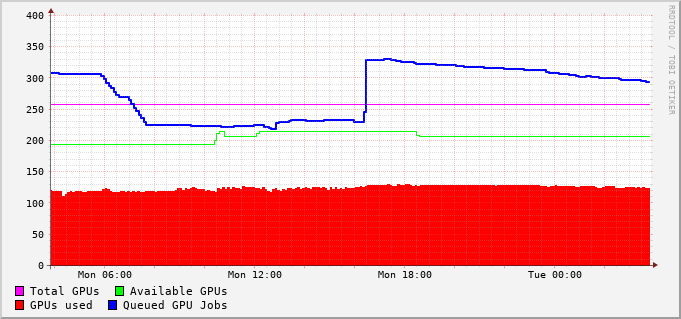 RRDTOOL / TOBI OETIKER
400
350
300
250
200
150
100
50
0
Mon 06:00 Mon 12:00 Mon 18:00 Tue 00:00
Total GPUs Available GPUs
GPUs used Queued GPU Jobs